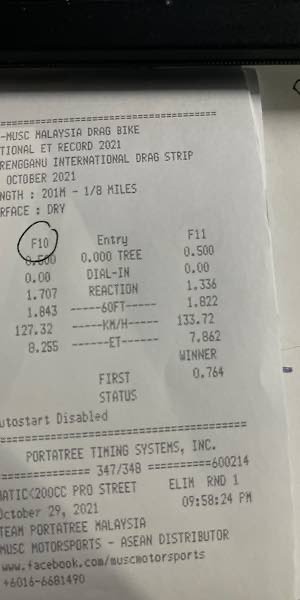 -MUSC MALAYSIA DRAG BIKE
TIONAL ET RECORD 2021
RENGGANU INTERNATIONAL DRAG STRIP
OCTOBER 2021
NGTH : 201M - 1/8 MILES
RFACE : DRY
F10 Entry F11
0.500 0.000 TREE 0.500
0.00 DIAL-IN 0.00
1.707 REACTION 1.336
1.843 -----60FT----- 1.822
127.32 -----KM/H----- 133.72
8.255 ------ET------ 7.862
WINNER
FIRST 0.764
STATUS
utostart Disabled
PORTATREE TIMING SYSTEMS, INC.
============== 347/348 ==========600214
MATIC<200CC PRO STREET ELIM RND 1
October 29, 2021 09:58:24 PM
TEAM PORTATREE MALAYSIA
MUSC MOTORSPORTS - ASEAN DISTRIBUTOR
www.facebook.com/muscmotorsports
+6016-6681490